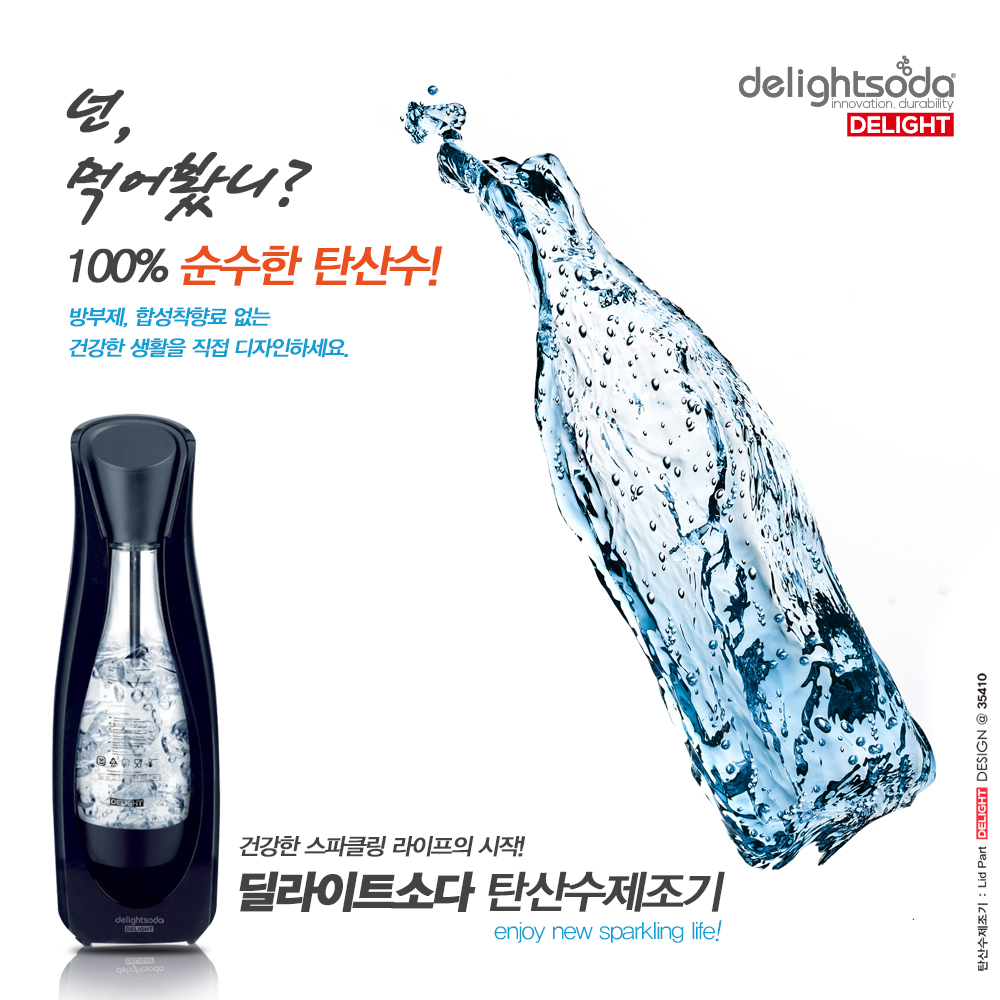 넌,
먹어봤니?
100% 순수한 탄산수!
방부제, 합성착향료 없는
건강한 생활을 직접 디자인하세요.
delightsoda®
innovation. durability
DELIGHT
DELIGHT
delightsoda
DELIGHT
건강한 스파클링 라이프의 시작!
딜라이트소다 탄산수제조기
enjoy new sparkling life!
탄산수제조기 : Lid Part DELIGHT DESIGN @ 35410